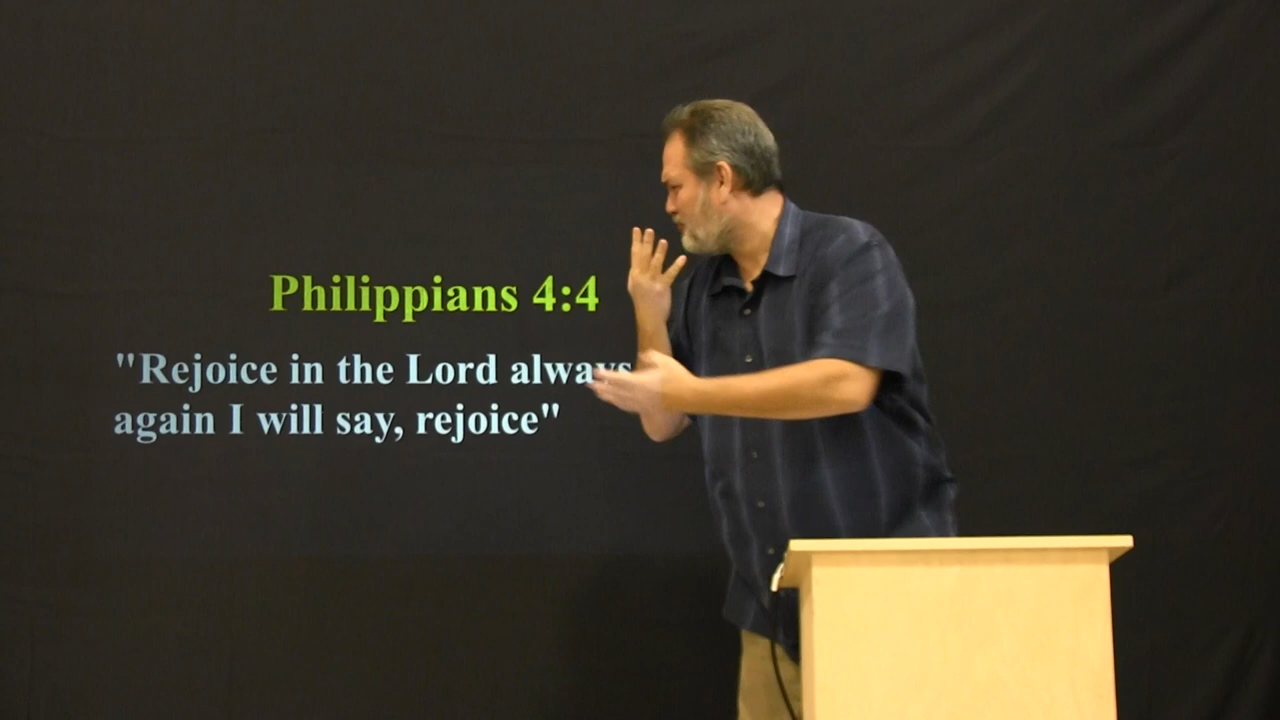 Philippians 4:4
"Rejoice in the Lord always
again I will say, rejoice"